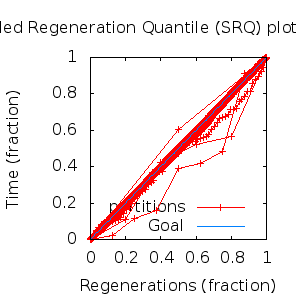 led Regeneration Quantile (SRQ) plot
1
0.8
0.6
0.4
0.2
0
0 0.2 0.4 0.6 0.8 1
Time (fraction)
Regenerations (fraction)
partitions
Goal